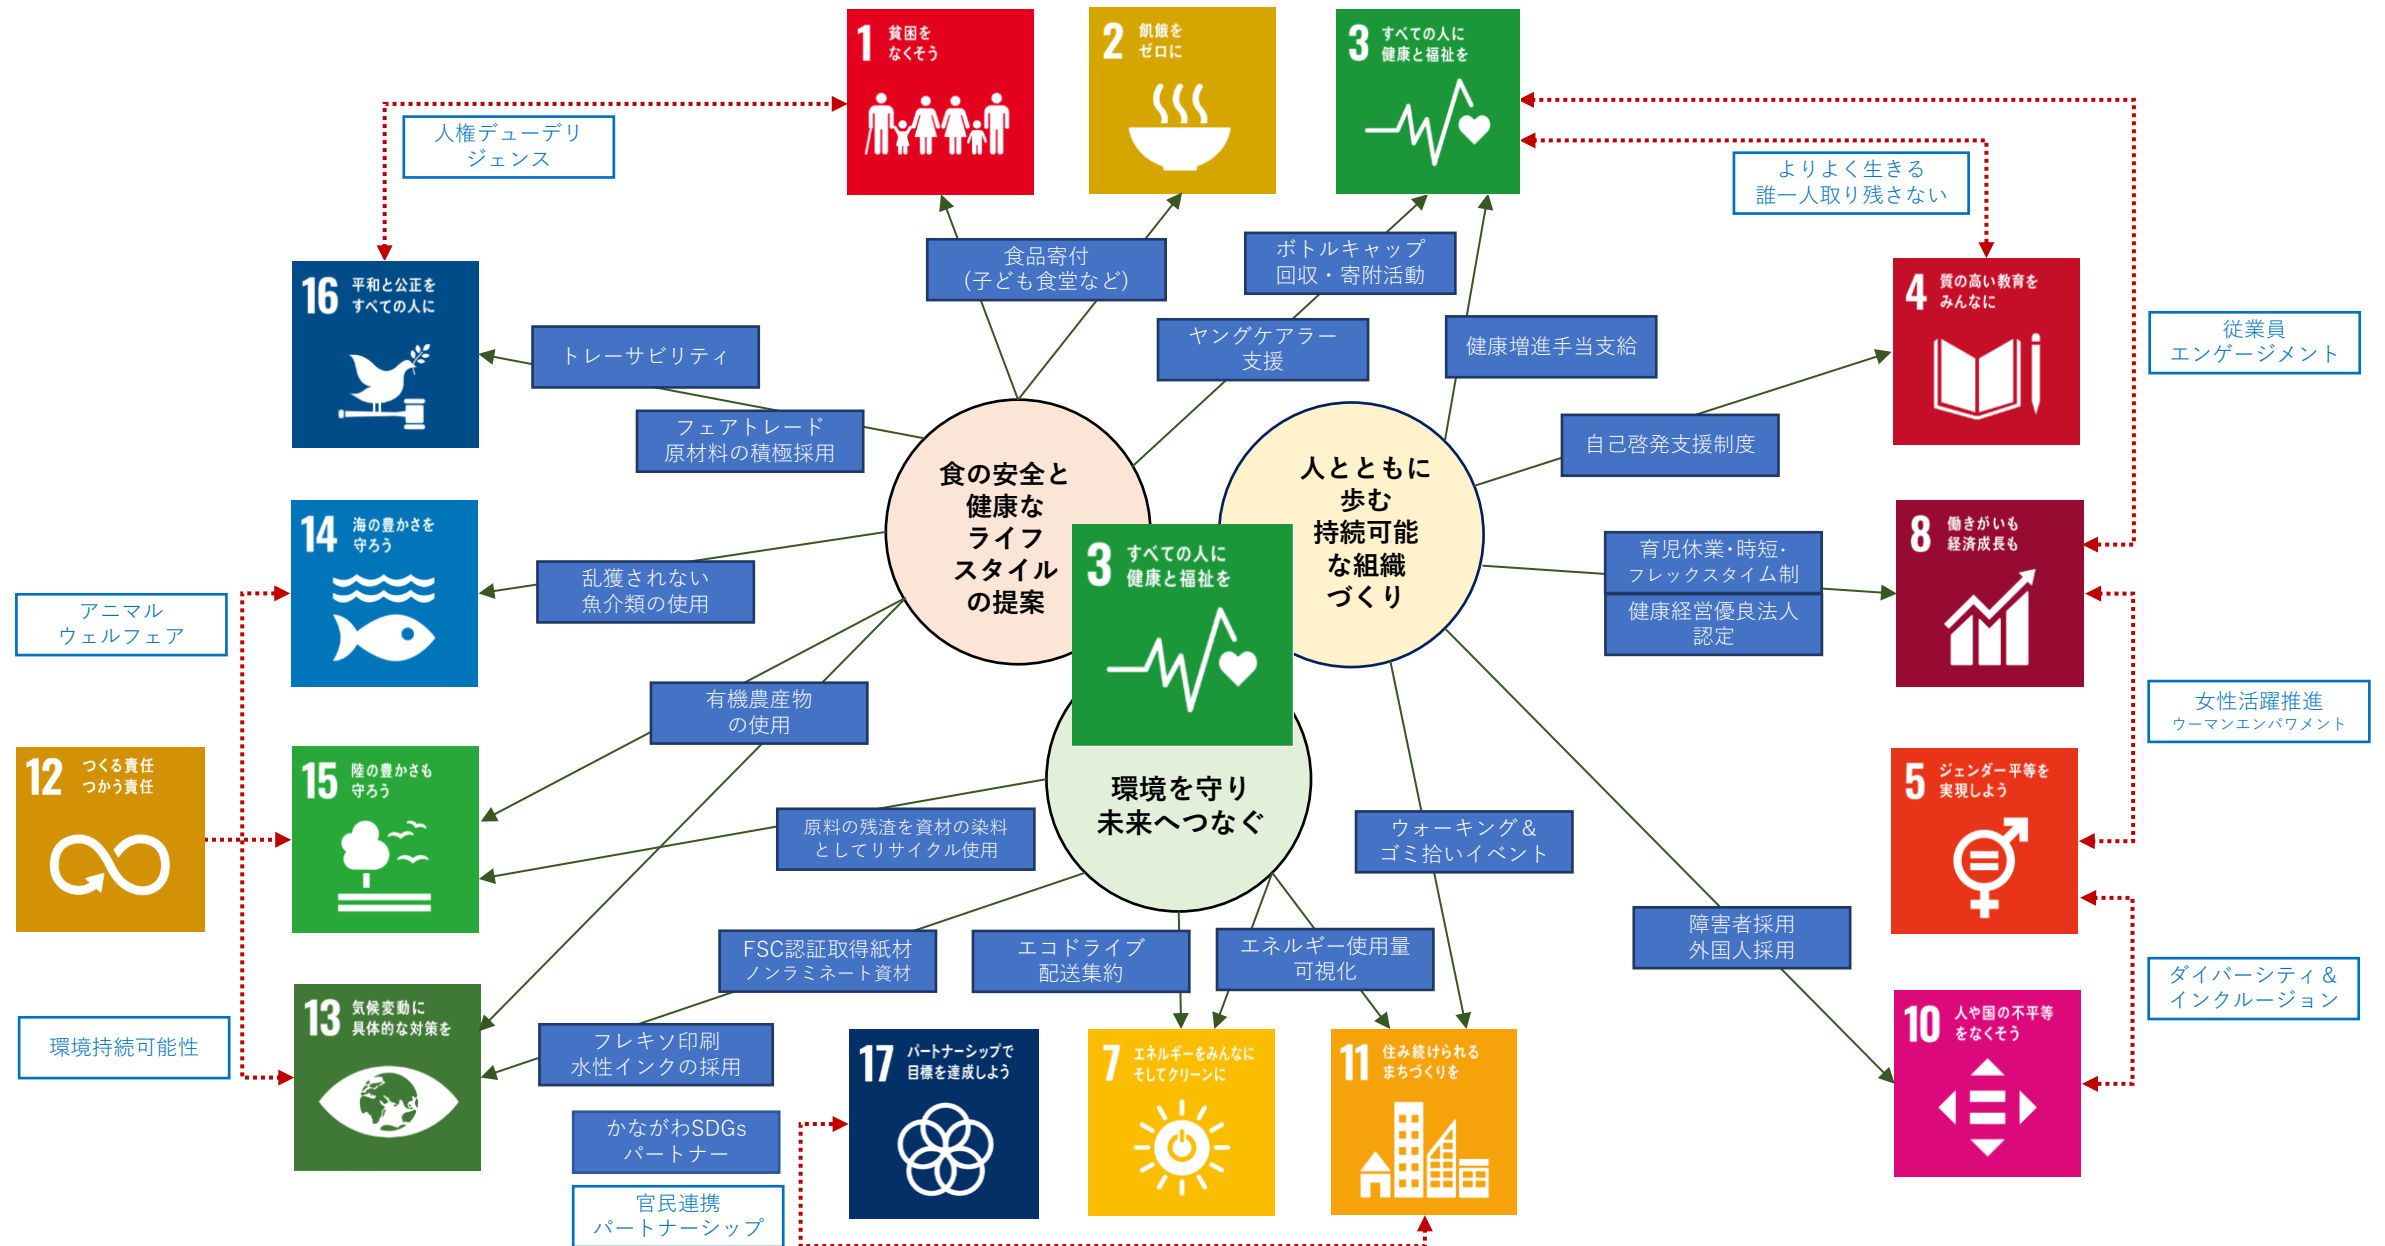 1 貧困を
なくそう
2 飢餓を
ゼロに
3 すべての人に
健康と福祉を
人権デューデリ
ジェンス
よりよく生きる
誰一人取り残さない
食品寄付
(子ども食堂など)
ボトルキャップ
回収・寄附活動
16 平和と公正を
すべての人に
4 質の高い教育を
みんなに
トレーサビリティ
ヤングケアラー
支援
健康増進手当支給
従業員
エンゲージメント
フェアトレード
原材料の積極採用
自己啓発支援制度
食の安全と
健康な
ライフ
スタイル
の提案
人とともに
歩む
持続可能
な組織
づくり
14 海の豊かさを
守ろう
3 すべての人に
健康と福祉を
8 働きがいも
経済成長も
育児休業・時短・
フレックスタイム制
乱獲されない
魚介類の使用
健康経営優良法人
認定
アニマル
ウェルフェア
有機農産物
の使用
女性活躍推進
ウーマンエンパワメント
12 つくる責任
つかう責任
15 陸の豊かさも
守ろう
環境を守り
未来へつなぐ
5 ジェンダー平等を
実現しよう
原料の残渣を資材の染料
としてリサイクル使用
ウォーキング＆
ゴミ拾いイベント
FSC認証取得紙材
ノンラミネート資材
エコドライブ
配送集約
エネルギー使用量
可視化
障害者採用
外国人採用
ダイバーシティ＆
インクルージョン
13 気候変動に
具体的な対策を
環境持続可能性
フレキソ印刷
水性インクの採用
17 パートナーシップで
目標を達成しよう
7 エネルギーをみんなに
そしてクリーンに
11 住み続けられる
まちづくりを
10 人や国の不平等
をなくそう
かながわSDGs
パートナー
官民連携
パートナーシップ